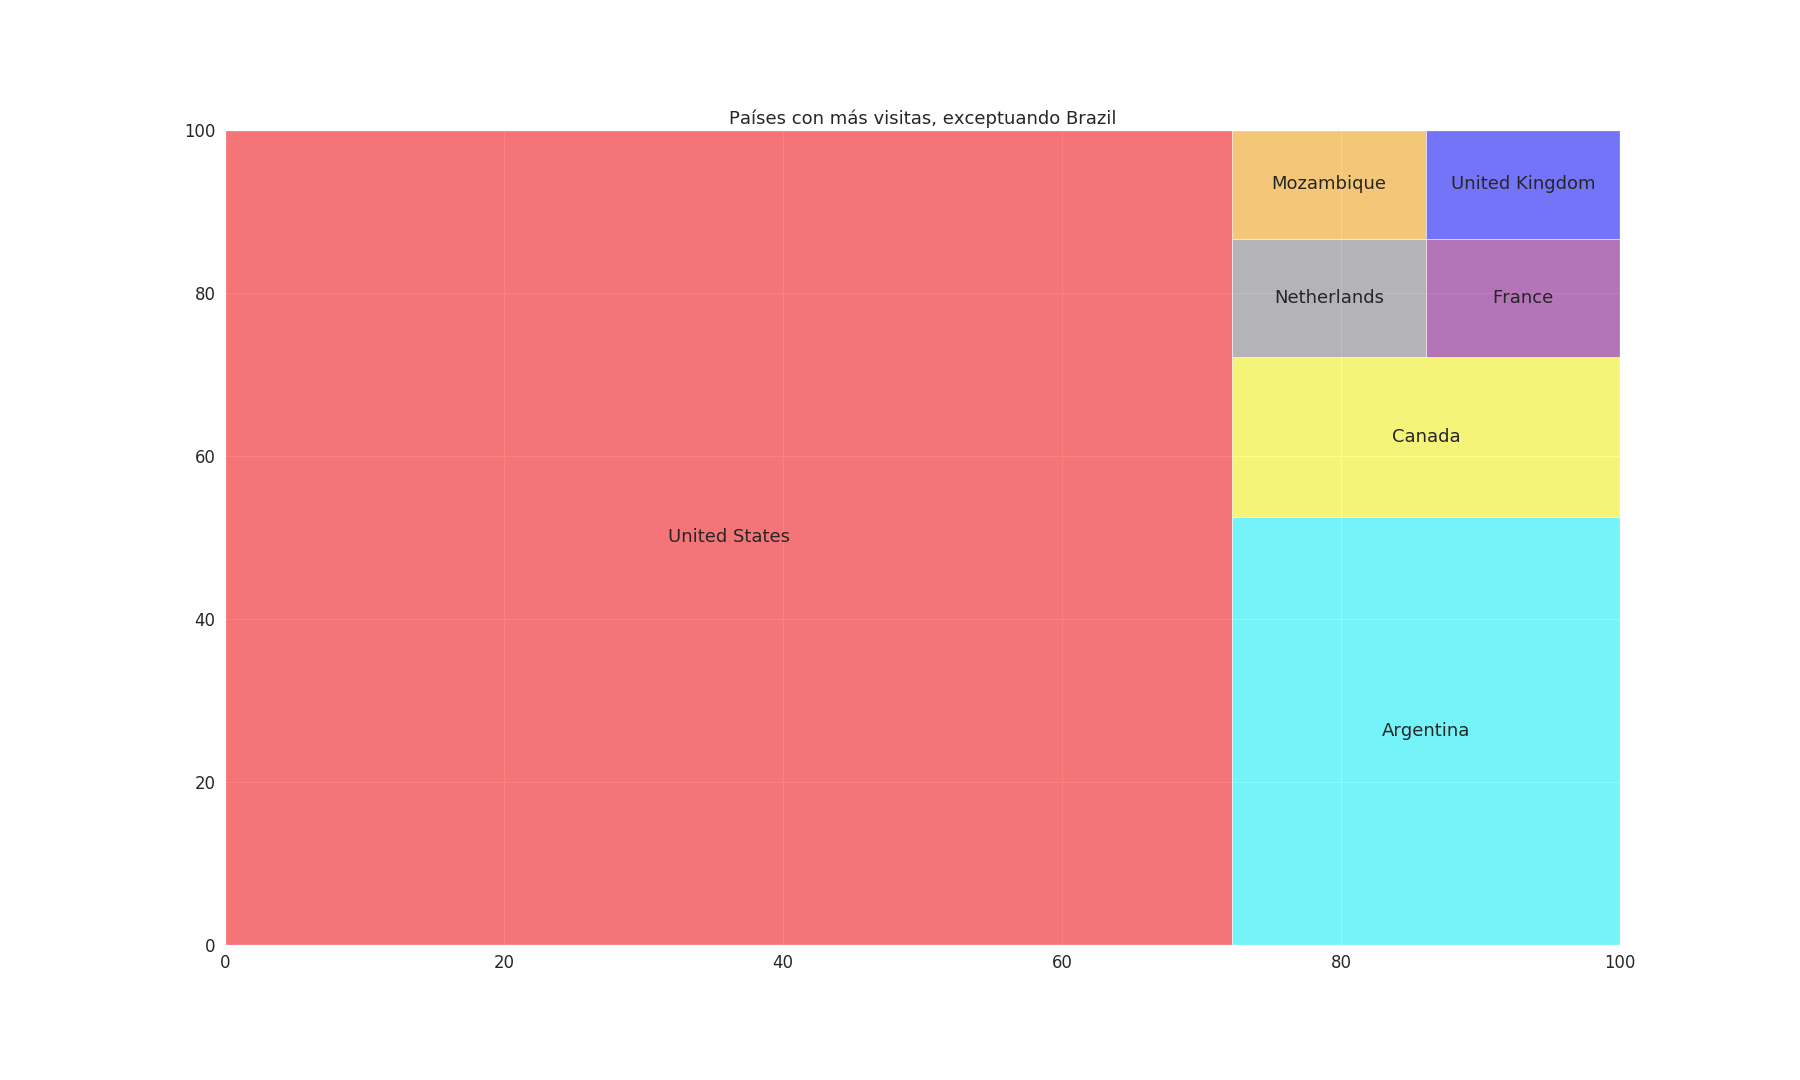 Países con más visitas, exceptuando Brazil
100
80
60
40
20
0
Mozambique
United Kingdom
Netherlands
France
Canada
United States
Argentina
0 20 40 60 80 100